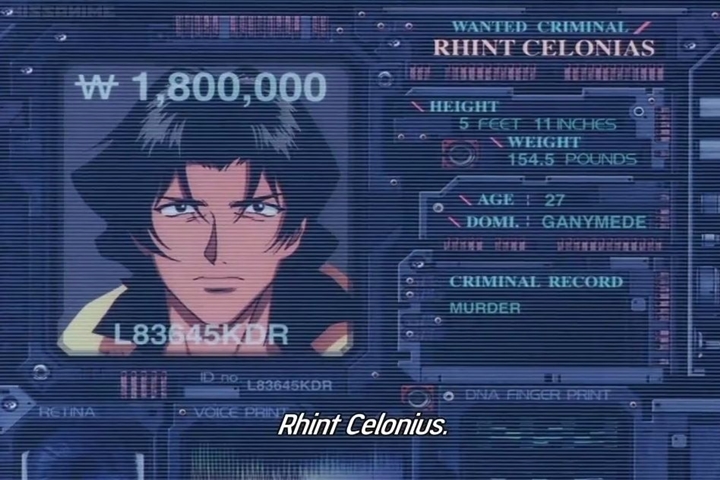 WANTED CRIMINAL
RHINT CELONIAS
₩ 1,800,000
HEIGHT
5 FEET 11 INCHES
WEIGHT
154.5 POUNDS
AGE : 27
DOMI. : GANYMEDE
CRIMINAL RECORD
MURDER
L83645KDR
ID no. L83645KDR
RETINA
VOICE PRINT
DNA FINGER PRINT
Rhint Celonius.